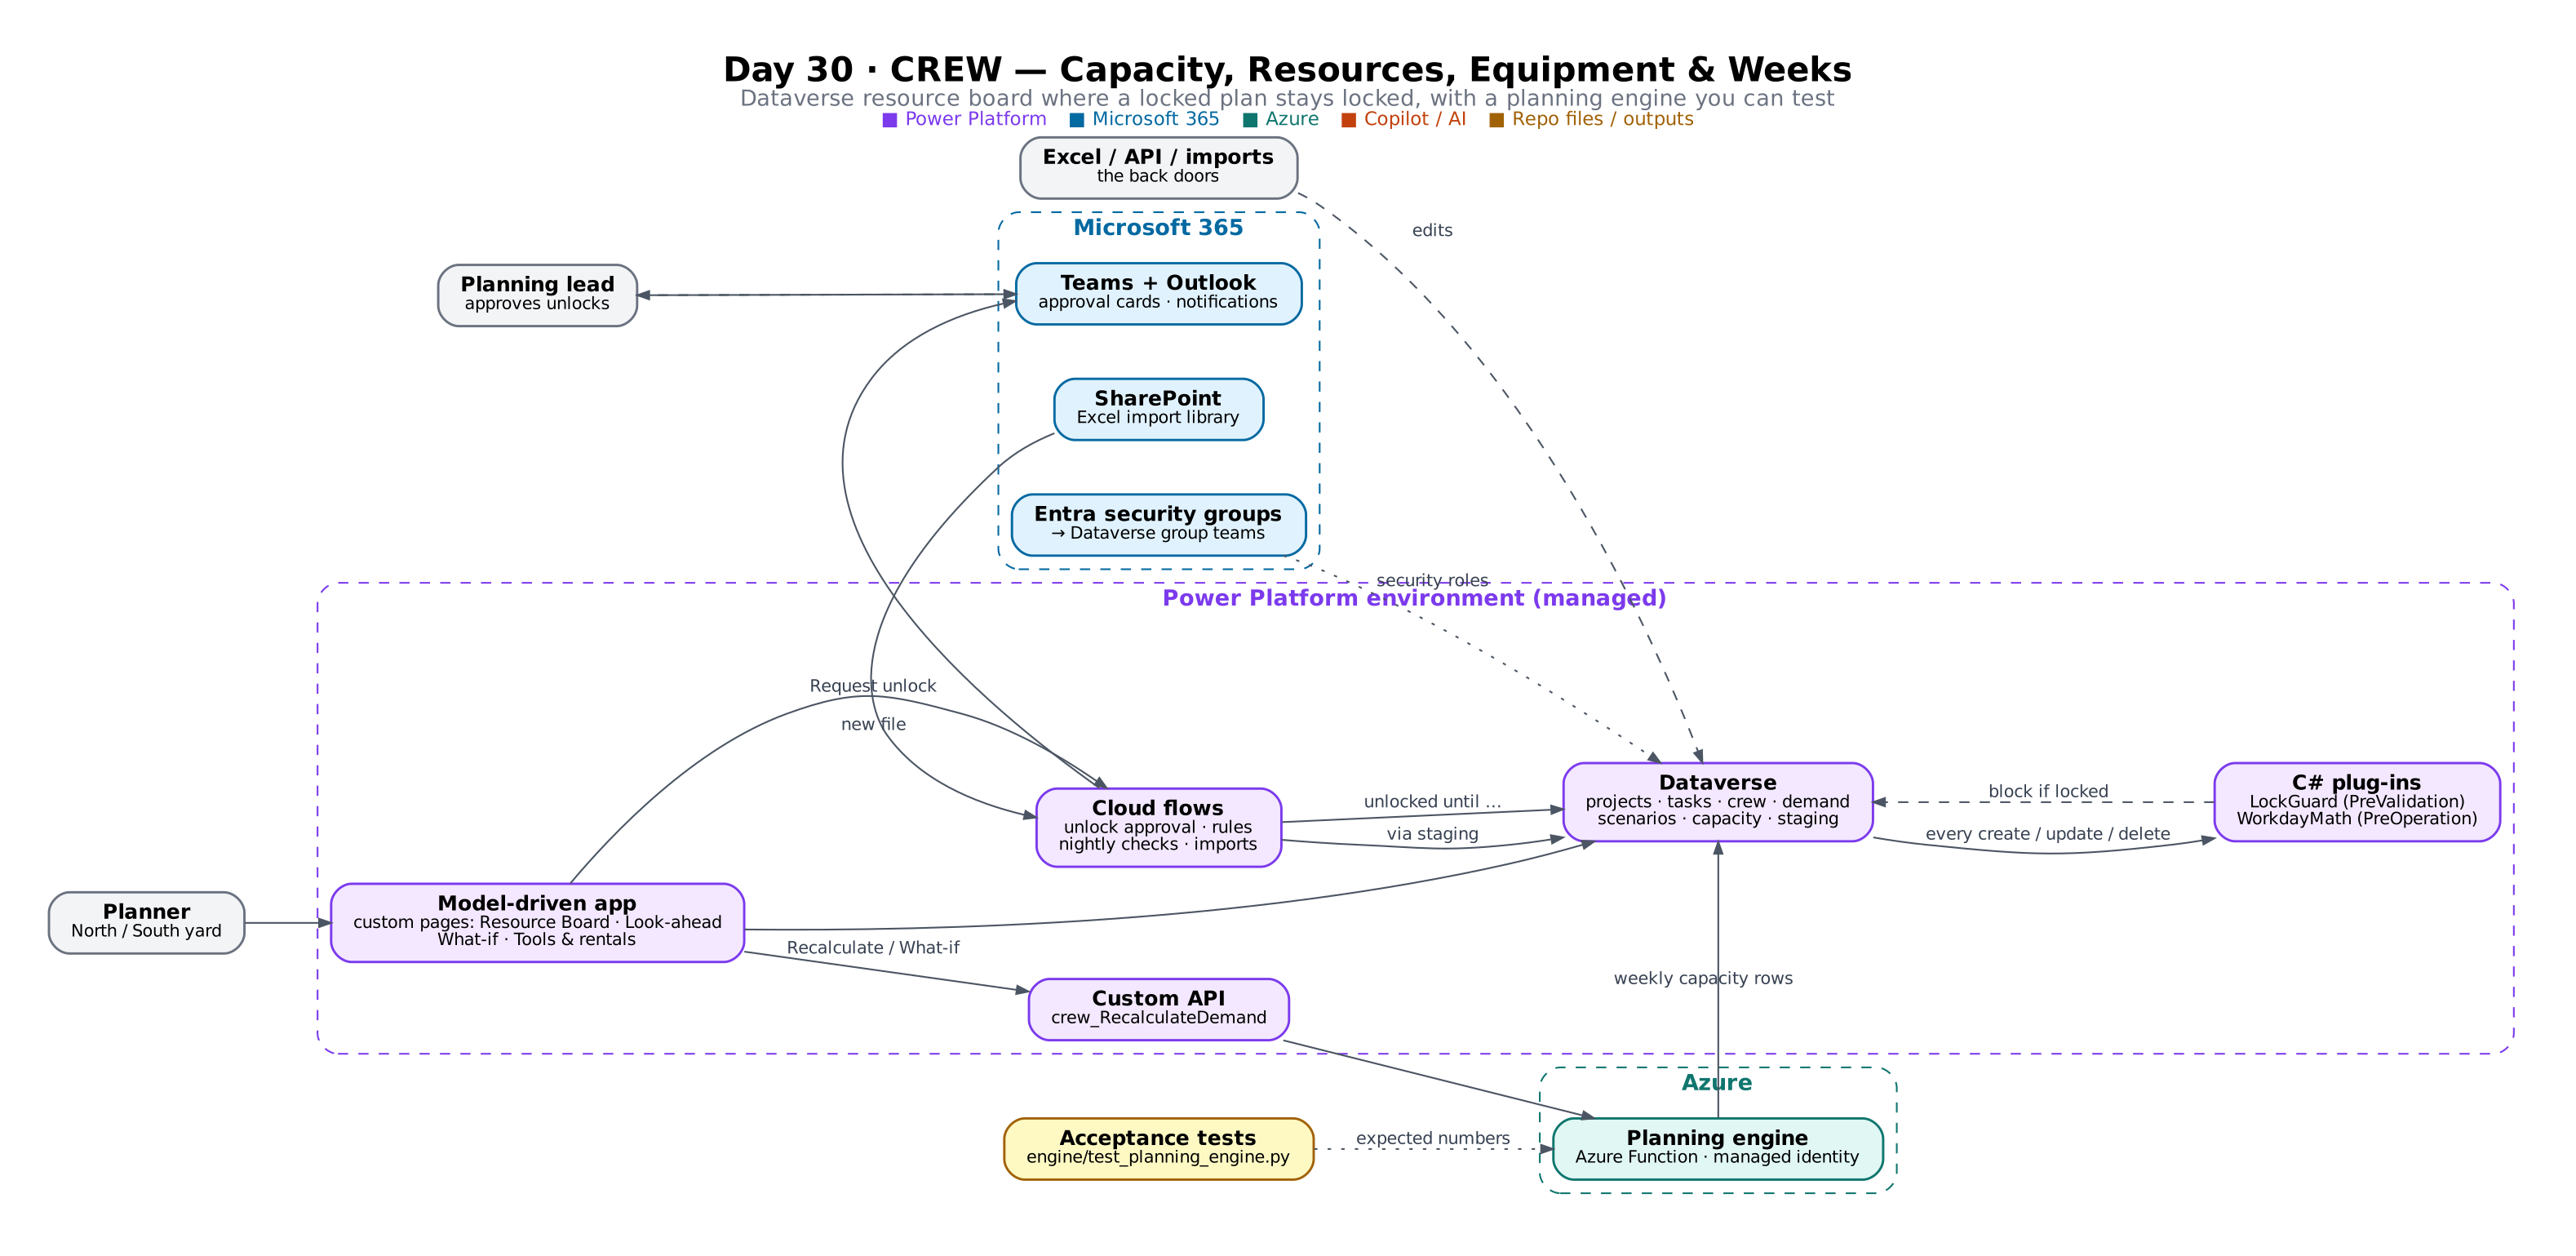 Day 30 · CREW — Capacity, Resources, Equipment & Weeks
Dataverse resource board where a locked plan stays locked, with a planning engine you can test
■ Power Platform ■ Microsoft 365 ■ Azure ■ Copilot / AI ■ Repo files / outputs
Excel / API / imports
the back doors
edits
Microsoft 365
Planning lead
approves unlocks
Teams + Outlook
approval cards · notifications
SharePoint
Excel import library
Entra security groups
→ Dataverse group teams
security roles
Power Platform environment (managed)
Request unlock
new file
Cloud flows
unlock approval · rules
nightly checks · imports
unlocked until ...
via staging
Dataverse
projects · tasks · crew · demand
scenarios · capacity · staging
block if locked
every create / update / delete
C# plug-ins
LockGuard (PreValidation)
WorkdayMath (PreOperation)
Planner
North / South yard
Model-driven app
custom pages: Resource Board · Look-ahead
What-if · Tools & rentals
Recalculate / What-if
Custom API
crew_RecalculateDemand
weekly capacity rows
Azure
Acceptance tests
engine/test_planning_engine.py
expected numbers
Planning engine
Azure Function · managed identity